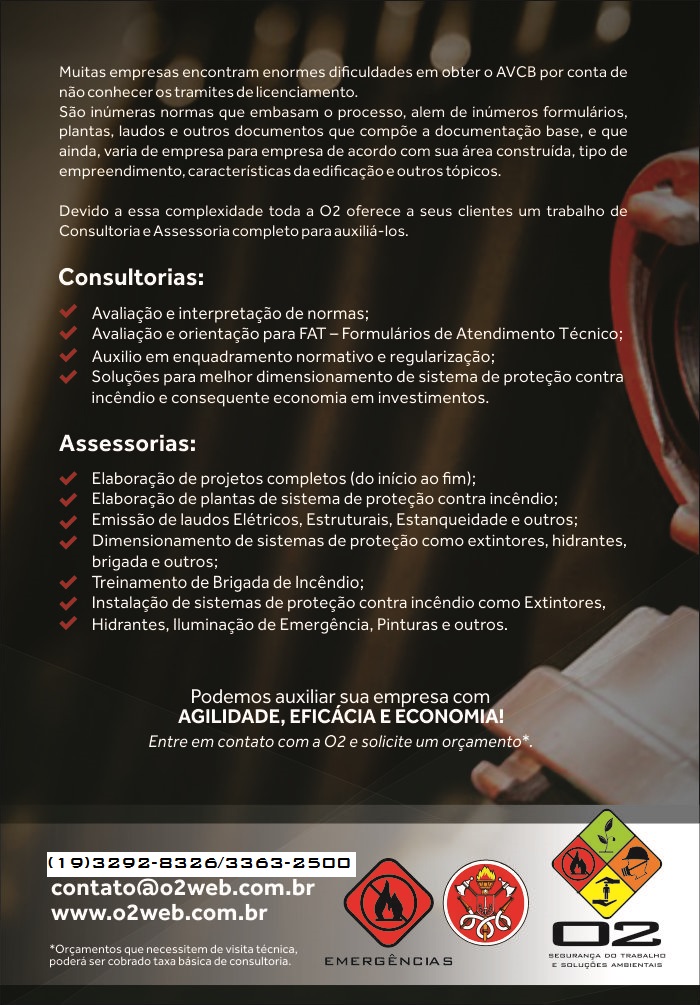 Muitas empresas encontram enormes dificuldades em obter o AVCB por conta de
não conhecer os tramites de licenciamento.
São inúmeras normas que embasam o processo, alem de inúmeros formulários,
plantas, laudos e outros documentos que compõe a documentação base, e que
ainda, varia de empresa para empresa de acordo com sua área construída, tipo de
empreendimento, características da edificação e outros tópicos.
Devido a essa complexidade toda a O2 oferece a seus clientes um trabalho de
Consultoria e Assessoria completo para auxiliá-los.
Consultorias:
Avaliação e interpretação de normas;
Avaliação e orientação para FAT – Formulários de Atendimento Técnico;
Auxilio em enquadramento normativo e regularização;
Soluções para melhor dimensionamento de sistema de proteção contra
incêndio e consequente economia em investimentos.
Assessorias:
Elaboração de projetos completos (do início ao fim);
Elaboração de plantas de sistema de proteção contra incêndio;
Emissão de laudos Elétricos, Estruturais, Estanqueidade e outros;
Dimensionamento de sistemas de proteção como extintores, hidrantes,
brigada e outros;
Treinamento de Brigada de Incêndio;
Instalação de sistemas de proteção contra incêndio como Extintores,
Hidrantes, Iluminação de Emergência, Pinturas e outros.
Podemos auxiliar sua empresa com
AGILIDADE, EFICÁCIA E ECONOMIA!
Entre em contato com a O2 e solicite um orçamento*.
(19)3292-8326/3363-2500
contato@o2web.com.br
www.o2web.com.br
*Orçamentos que necessitem de visita técnica,
poderá ser cobrado taxa básica de consultoria.
EMERGÊNCIAS
O2
SEGURANÇA DO TRABALHO
E SOLUÇÕES AMBIENTAIS